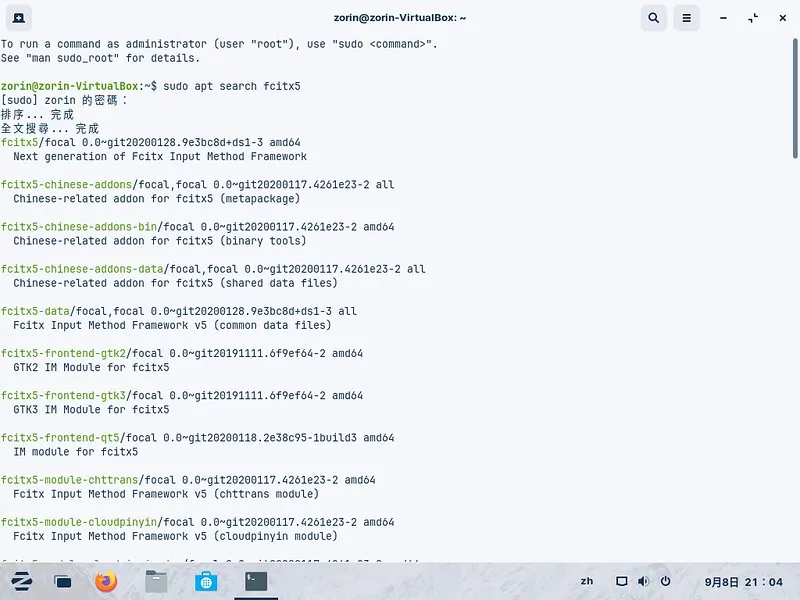 zorin@zorin-VirtualBox: ~
To run a command as administrator (user "root"), use "sudo <command>".
See "man sudo_root" for details.
zorin@zorin-VirtualBox:~$ sudo apt search fcitx5
[sudo] zorin 的密碼：
排序... 完成
全文搜尋... 完成
fcitx5/focal 0.0~git20200128.9e3bc8d+ds1-3 amd64
Next generation of Fcitx Input Method Framework
fcitx5-chinese-addons/focal,focal 0.0~git20200117.4261e23-2 all
Chinese-related addon for fcitx5 (metapackage)
fcitx5-chinese-addons-bin/focal 0.0~git20200117.4261e23-2 amd64
Chinese-related addon for fcitx5 (binary tools)
fcitx5-chinese-addons-data/focal,focal 0.0~git20200117.4261e23-2 all
Chinese-related addon for fcitx5 (shared data files)
fcitx5-data/focal,focal 0.0~git20200128.9e3bc8d+ds1-3 all
Fcitx Input Method Framework v5 (common data files)
fcitx5-frontend-gtk2/focal 0.0~git20191111.6f9ef64-2 amd64
GTK2 IM Module for fcitx5
fcitx5-frontend-gtk3/focal 0.0~git20191111.6f9ef64-2 amd64
GTK3 IM Module for fcitx5
fcitx5-frontend-qt5/focal 0.0~git20200118.2e38c95-1build3 amd64
IM module for fcitx5
fcitx5-module-chttrans/focal 0.0~git20200117.4261e23-2 amd64
Fcitx Input Method Framework v5 (chttrans module)
fcitx5-module-cloudpinyin/focal 0.0~git20200117.4261e23-2 amd64
Fcitx Input Method Framework v5 (cloudpinyin module)
zh
9月8日 21：04